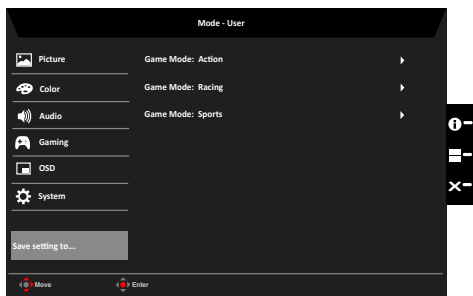 Mode - User
Picture
Game Mode: Action
Color
Game Mode: Racing
Audio
Game Mode: Sports
Gaming
OSD
System
Save setting to...
Move
Enter